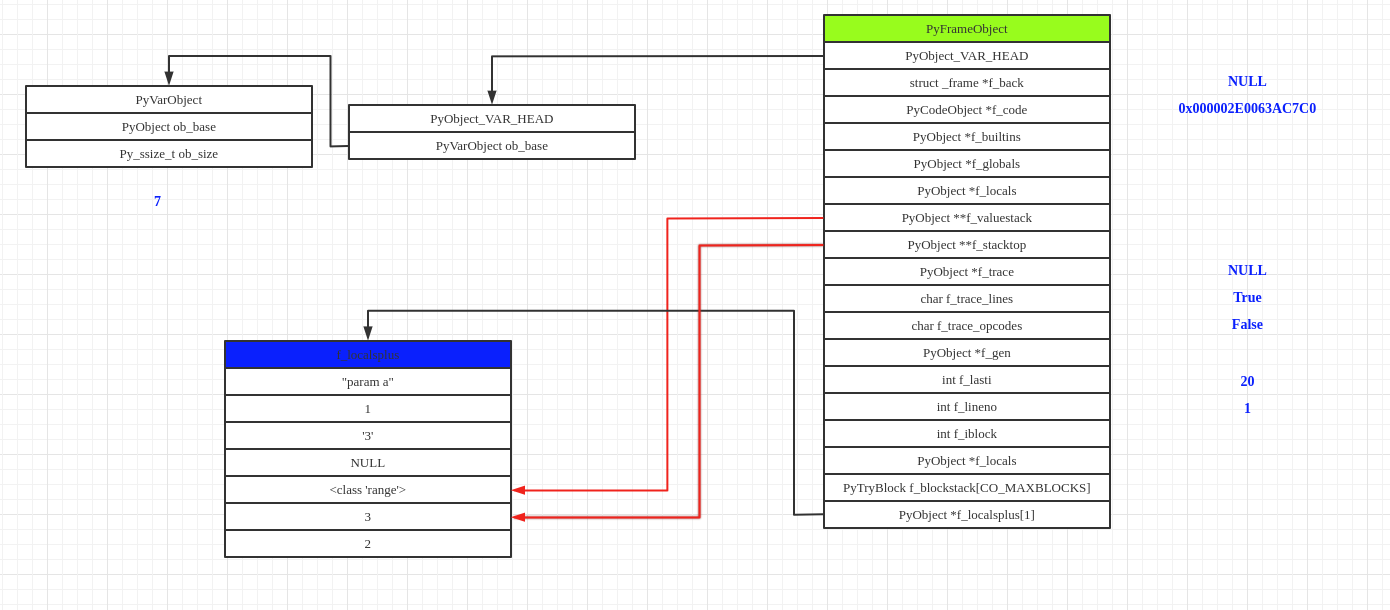 PyVarObject
PyObject ob_base
Py_ssize_t ob_size
7
PyObject_VAR_HEAD
PyVarObject ob_base
f_localsplus
"param a"
1
'3'
NULL
<class 'range'>
3
2
PyFrameObject
PyObject_VAR_HEAD
struct _frame *f_back
PyCodeObject *f_code
PyObject *f_builtins
PyObject *f_globals
PyObject *f_locals
PyObject **f_valuestack
PyObject **f_stacktop
PyObject *f_trace
char f_trace_lines
char f_trace_opcodes
PyObject *f_gen
int f_lasti
int f_lineno
int f_iblock
PyObject *f_locals
PyTryBlock f_blockstack[CO_MAXBLOCKS]
PyObject *f_localsplus[1]
NULL
0x000002E0063AC7C0
NULL
True
False
20
1